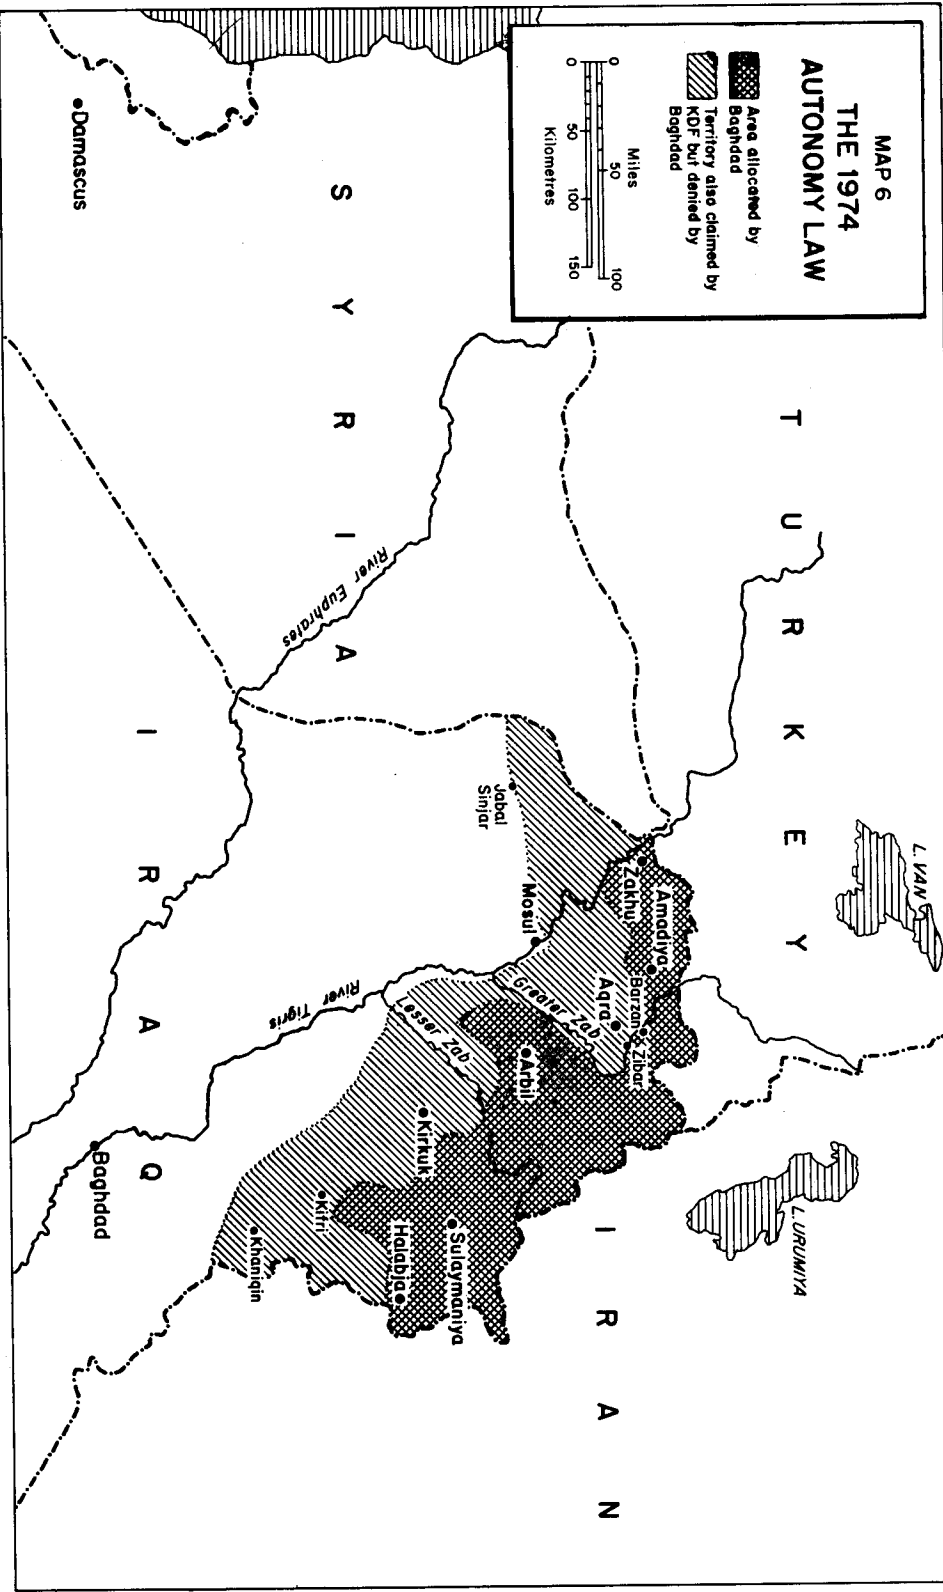 MAP 6
THE 1974
AUTONOMY LAW
Area allocated by
Baghdad
Territory also claimed by
KDF but denied by
Baghdad
Miles
0 50 100
0 50 100 150
Kilometres
TURKEY
L. VAN
L. URUMIYA
SYRIA
IRAN
IRAQ
Damascus
River Euphrates
Jabal
Sinjar
Mosul
Zakhu
Amadiya
Barzan
Zibar
Aqra
Greater Zab
Lesser Zab
River Tigris
Arbil
Kirkuk
Sulaymaniya
Halabja
Kifri
Khaniqin
Baghdad